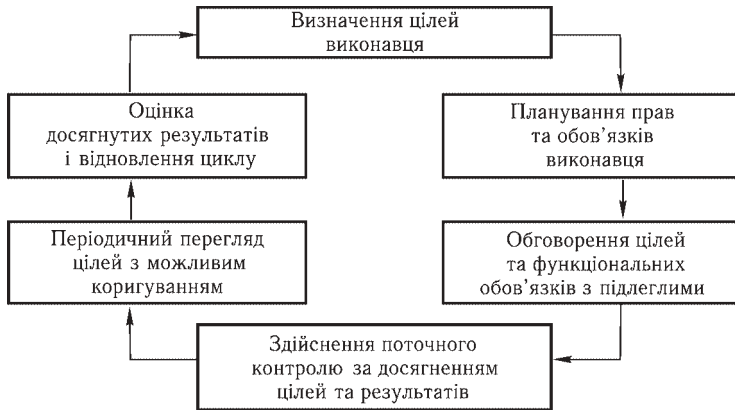 Визначення цілей
виконавця
Планування прав
та обов’язків
виконавця
Обговорення цілей
та функціональних
обов’язків з підлеглими
Здійснення поточного
контролю за досягненням
цілей та результатів
Періодичний перегляд
цілей з можливим
коригуванням
Оцінка
досягнутих результатів
і відновлення циклу